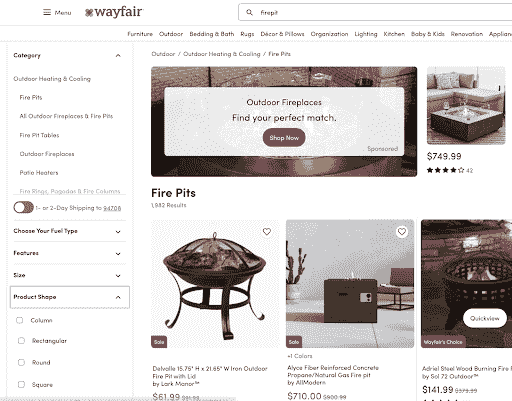 Menu
wayfair
firepit
Furniture Outdoor Bedding & Bath Rugs Décor & Pillows Organization Lighting Kitchen Baby & Kids Renovation Applian
Category
Outdoor Heating & Cooling
Fire Pits
All Outdoor Fireplaces & Fire Pits
Fire Pit Tables
Outdoor Fireplaces
Patio Heaters
Fire Rings, Pagodas & Fire Columns
1- or 2-Day Shipping to 94708
Choose Your Fuel Type
Features
Size
Product Shape
Column
Rectangular
Round
Square
Outdoor / Outdoor Heating & Cooling / Fire Pits
Outdoor Fireplaces
Find your perfect match.
Shop Now
Sponsored
$749.99
42
Fire Pits
1,982 Results
Sale
Delvolle 15.75" H x 21.65" W Iron Outdoor
Fire Pit with Lid
by Lark Manor™
$61.99 $81.99
Sale
+1 Colors
Alyca Fiber Reinforced Concrete
Propane/Natural Gas Fire pit
by AllModern
$710.00 $900.99
Quickview
Wayfair's Choice
Adriel Steel Wood Burning Fire P
by Sol 72 Outdoor™
$141.99 $379.99